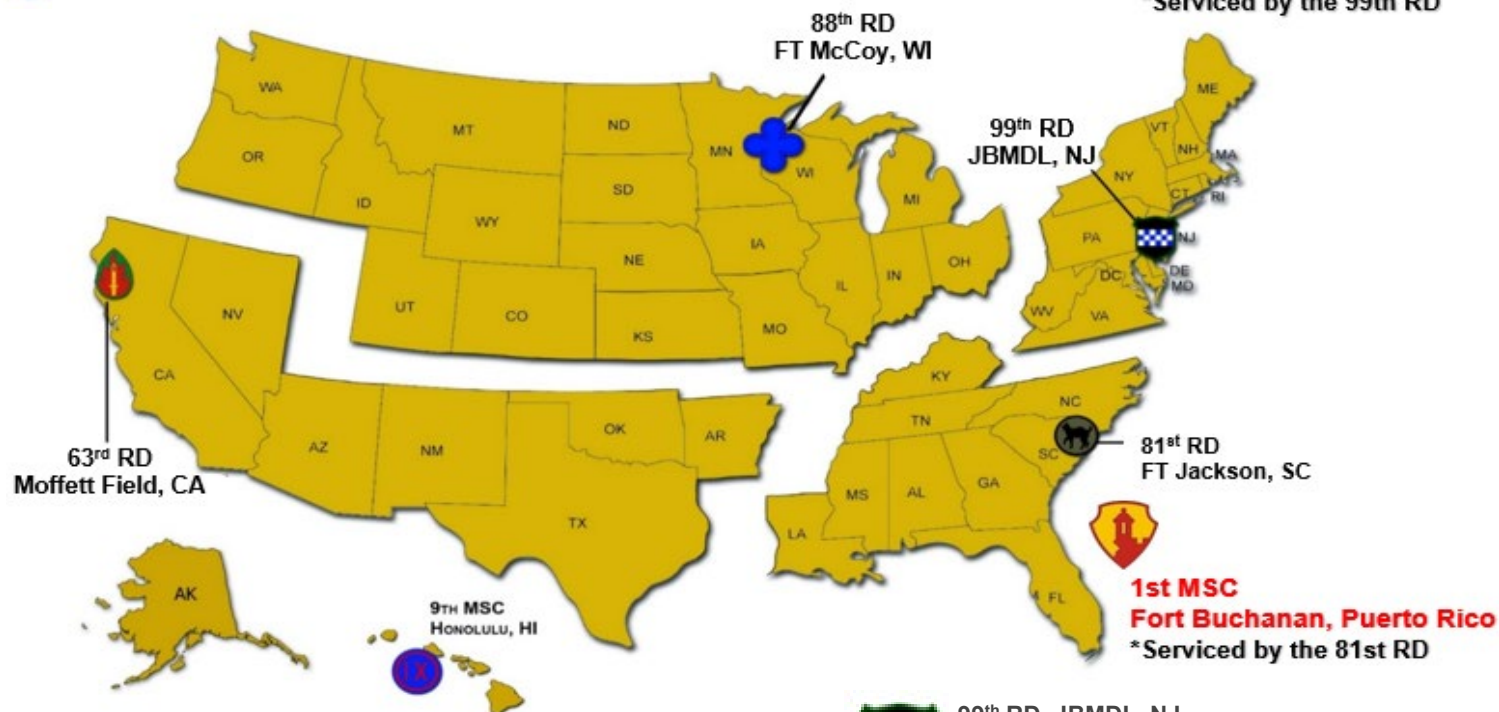 *Serviced by the 99th RD
88th RD
FT McCoy, WI
99th RD
JBMDL, NJ
WA
MT
ND
MN
OR
ID
SD
WI
MI
WY
IA
NE
IL
IN
OH
UT
CO
KS
MO
ME
VT
NH
MA
NY
CT
RI
PA
NJ
DC
DE
MD
WV
VA
NV
CA
63rd RD
Moffett Field, CA
AZ
NM
OK
AR
TX
KY
NC
TN
SC
MS
AL
GA
LA
FL
81st RD
FT Jackson, SC
1st MSC
Fort Buchanan, Puerto Rico
*Serviced by the 81st RD
AK
9TH MSC
HONOLULU, HI
IX